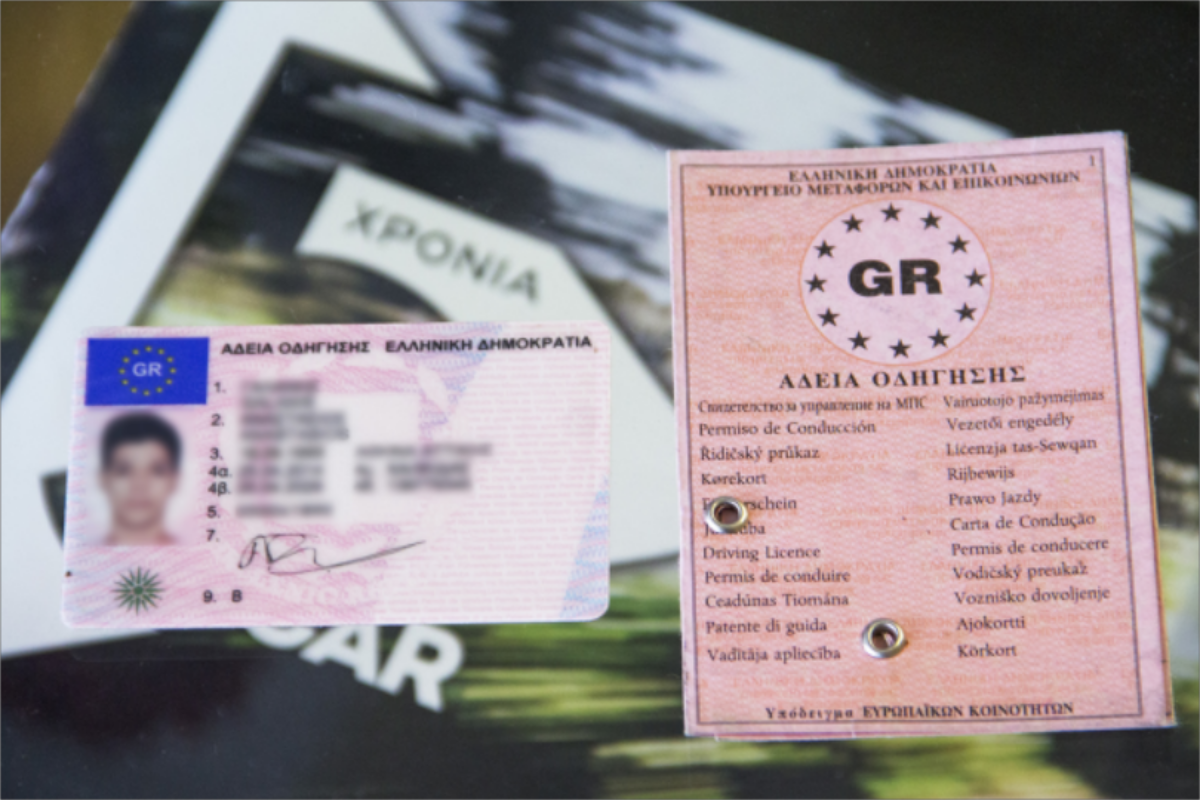 ΧΡΟΝΙΑ
CAR
GR
ΑΔΕΙΑ ΟΔΗΓΗΣΗΣ ΕΛΛΗΝΙΚΗ ΔΗΜΟΚΡΑΤΙΑ
1.
2.
3.
4α.
4β.
5.
7.
9. B
1
ΕΛΛΗΝΙΚΗ ΔΗΜΟΚΡΑΤΙΑ
ΥΠΟΥΡΓΕΙΟ ΜΕΤΑΦΟΡΩΝ ΚΑΙ ΕΠΙΚΟΙΝΩΝΙΩΝ
GR
ΑΔΕΙΑ ΟΔΗΓΗΣΗΣ
Свидетелство за управление на МПС
Permiso de Conducción
Řidičský průkaz
Kørekort
Driving Licence
Permis de conduire
Ceadúnas Tiomána
Patente di guida
Vadītāja apliecība
Vairuotojo pažymėjimas
Vezetői engedély
Liċenzja tas-Sewqan
Rijbewijs
Prawo Jazdy
Carta de Condução
Permis de conducere
Vodičský preukaz
Vozniško dovoljenje
Ajokortti
Körkort
Υπόδειγμα ΕΥΡΩΠΑΪΚΩΝ ΚΟΙΝΟΤΗΤΩΝ